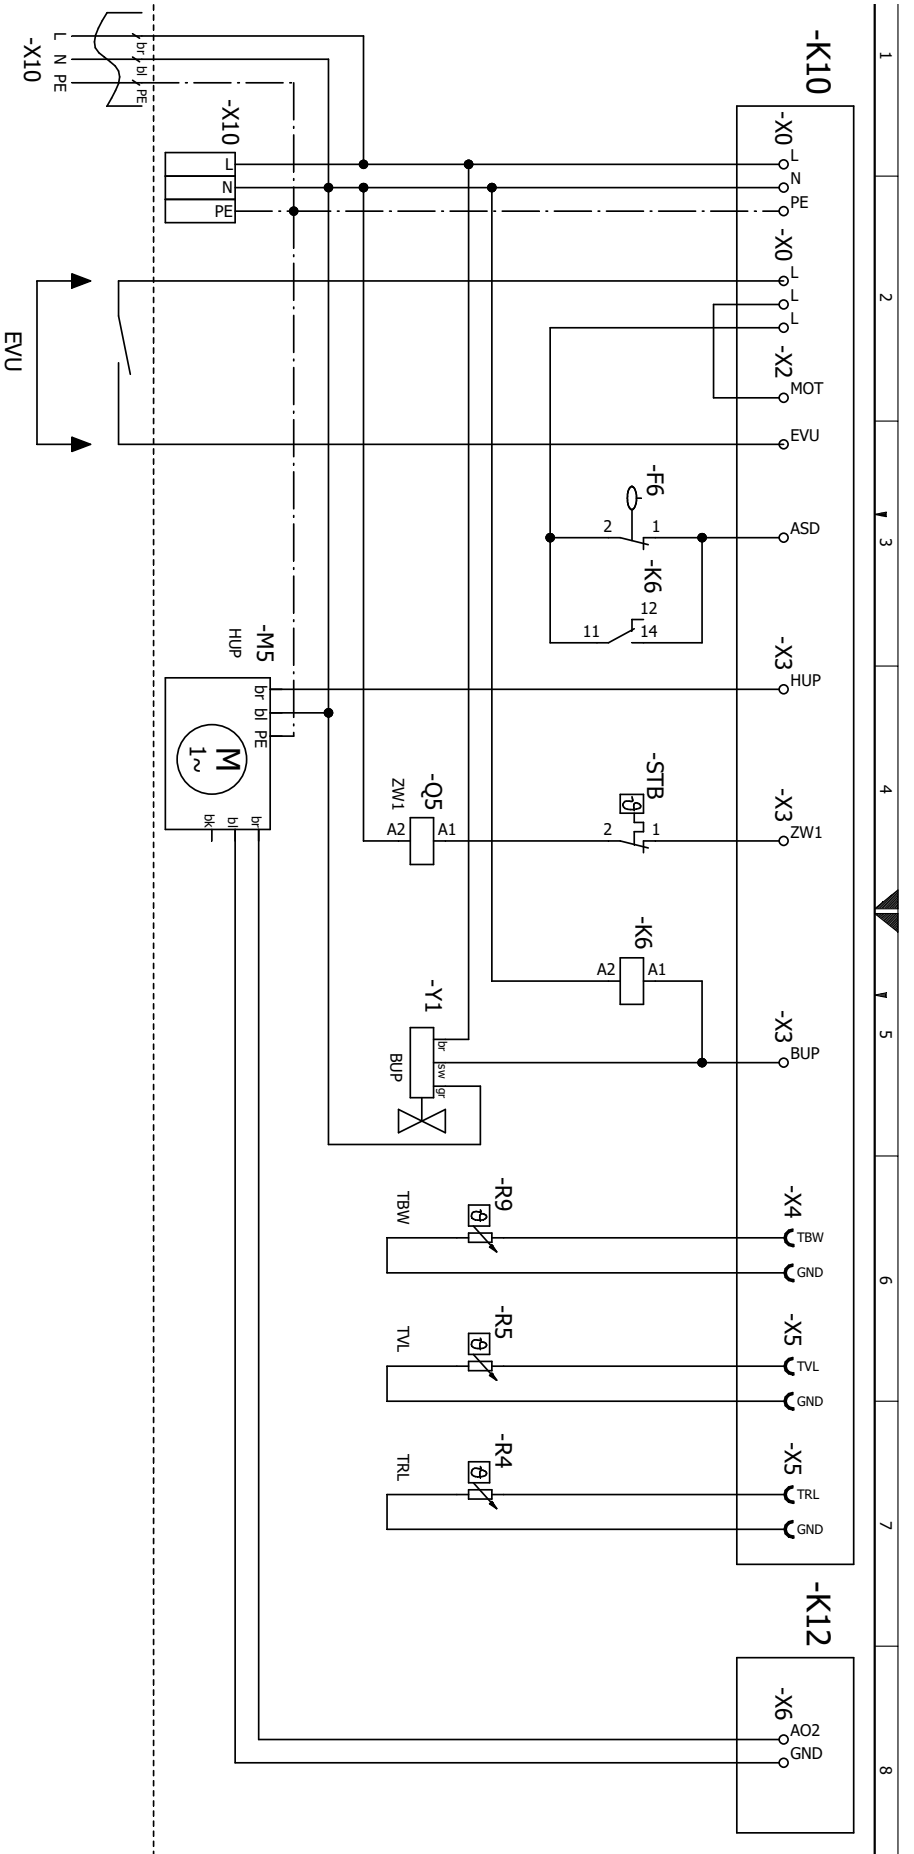 1
2
3
4
5
6
7
8
-K10
-X0
L
N
PE
-X0
L
L
L
-X2
MOT
EVU
ASD
-X3
HUP
-X3
ZW1
-X3
BUP
-X4
TBW
GND
-X5
TVL
GND
-X5
TRL
GND
-K12
-X6
AO2
GND
-F6
2 1
-K6
12
11 14
-STB
ϑ
2 1
-K6
A2 A1
-Q5
ZW1
A2 A1
-Y1
BUP
br
sw
gr
-R9
ϑ
TBW
-R5
ϑ
TVL
-R4
ϑ
TRL
-X10
L
N
PE
br
bl
PE
-X10
L
N
PE
EVU
-M5
HUP
br
bl
PE
M
1~
bk
bl
br